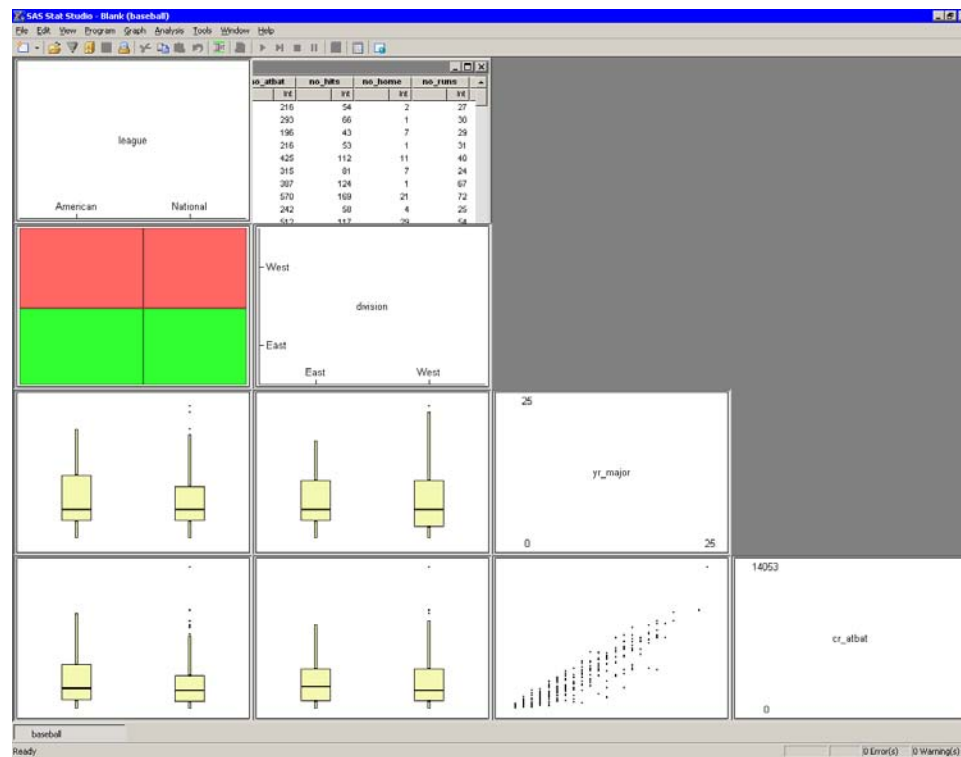 SAS Stat Studio - Blank (baseball)
File Edit View Program Graph Analysis Tools Window Help
no_atbat no_hits no_home no_runs
Int Int Int Int
216 54 2 27
293 66 1 30
196 43 7 29
216 53 1 31
425 112 11 40
315 81 7 24
387 124 1 67
570 169 21 72
242 58 4 25
512 117 29 54
league
American National
West
division
East
East West
25
yr_major
0 25
14053
cr_atbat
0
baseball
Ready 0 Error(s) 0 Warning(s)